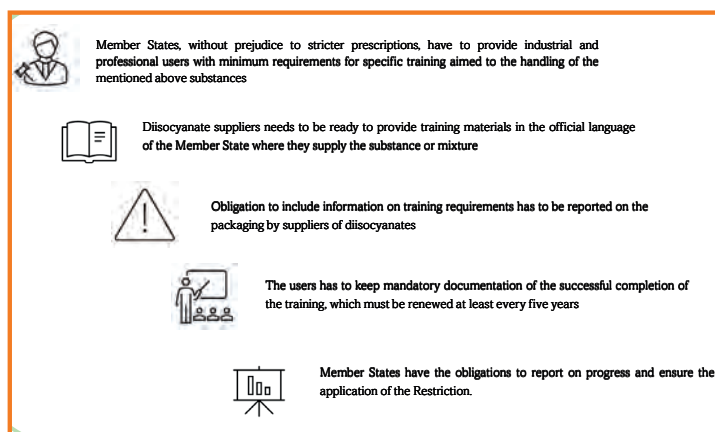 Member States, without prejudice to stricter prescriptions, have to provide industrial and
professional users with minimum requirements for specific training aimed to the handling of the
mentioned above substances
Diisocyanate suppliers needs to be ready to provide training materials in the official language
of the Member State where they supply the substance or mixture
Obligation to include information on training requirements has to be reported on the
packaging by suppliers of diisocyanates
The users has to keep mandatory documentation of the successful completion of
the training, which must be renewed at least every five years
Member States have the obligations to report on progress and ensure the
application of the Restriction.